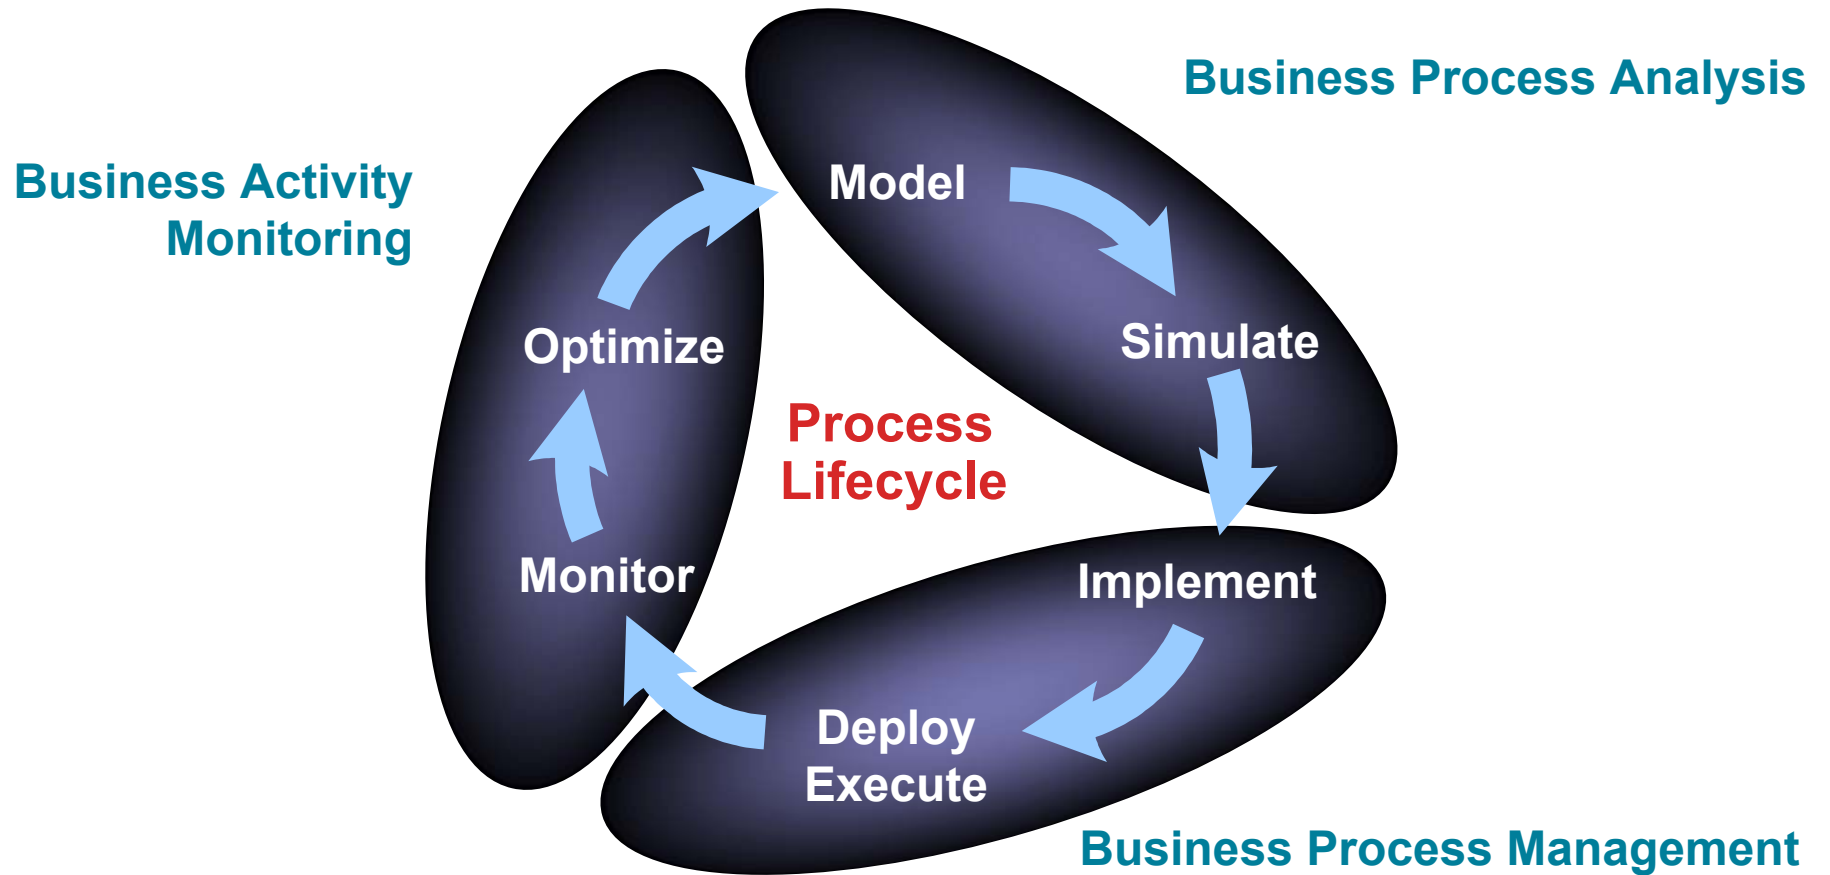 Business Process Analysis
Business Activity
Monitoring
Model
Simulate
Optimize
Process
Lifecycle
Monitor
Implement
Deploy
Execute
Business Process Management